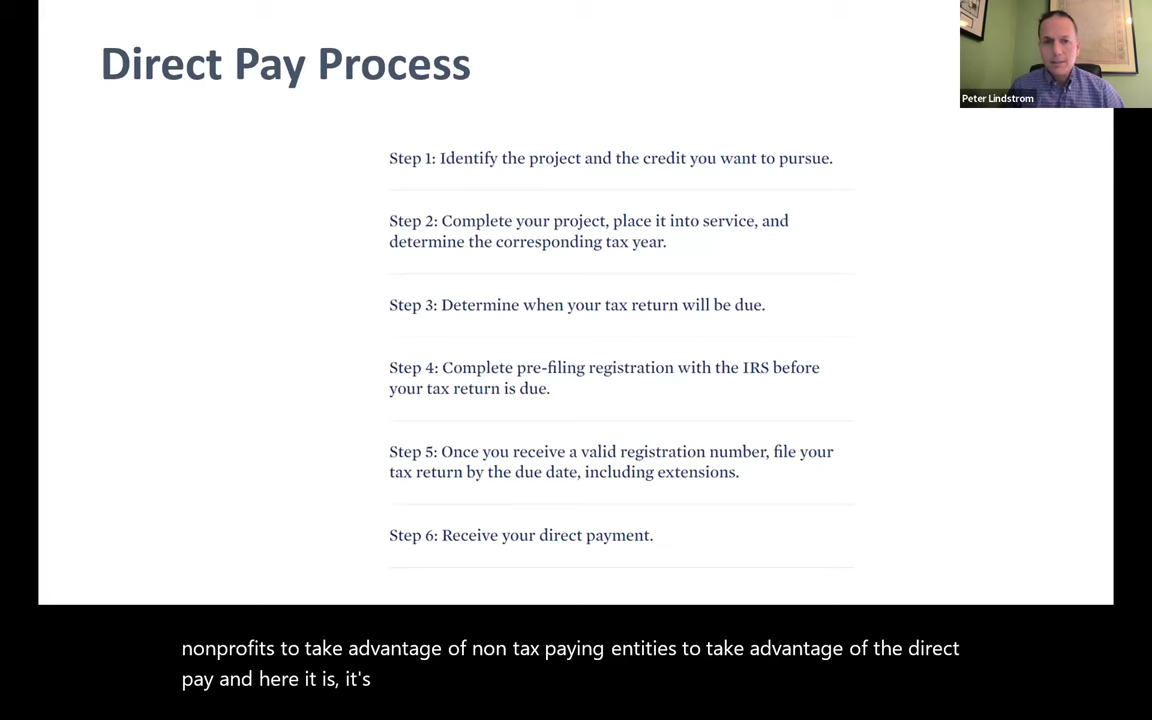 Direct Pay Process
Peter Lindstrom
Step 1: Identify the project and the credit you want to pursue.
Step 2: Complete your project, place it into service, and
determine the corresponding tax year.
Step 3: Determine when your tax return will be due.
Step 4: Complete pre-filing registration with the IRS before
your tax return is due.
Step 5: Once you receive a valid registration number, file your
tax return by the due date, including extensions.
Step 6: Receive your direct payment.
nonprofits to take advantage of non tax paying entities to take advantage of the direct
pay and here it is, it's